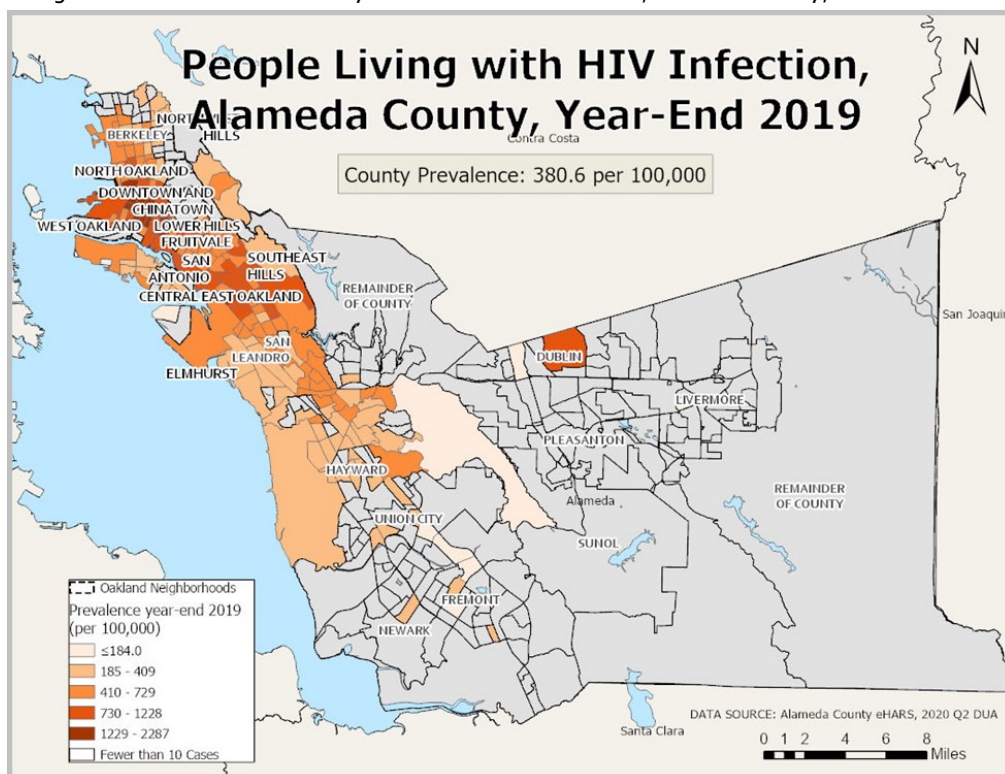 People Living with HIV Infection,
Alameda County, Year-End 2019
N
Contra Costa
County Prevalence: 380.6 per 100,000
BERKELEY
HILLS
NORTH OAKLAND
DOWNTOWN AND
CHINATOWN
WEST OAKLAND
LOWER HILLS
FRUITVALE
SAN
ANTONIO
SOUTHEAST
HILLS
CENTRAL EAST OAKLAND
REMAINDER
OF COUNTY
San Joaquin
SAN
LEANDRO
ELMHURST
DUBLIN
LIVERMORE
PLEASANTON
HAYWARD
Alameda
REMAINDER
OF COUNTY
UNION CITY
SUNOL
FREMONT
NEWARK
Oakland Neighborhoods
Prevalence year-end 2019
(per 100,000)
≤184.0
185 - 409
410 - 729
730 - 1228
1229 - 2287
Fewer than 10 Cases
Santa Clara
DATA SOURCE: Alameda County eHARS, 2020 Q2 DUA
0 1 2 4 6 8
Miles